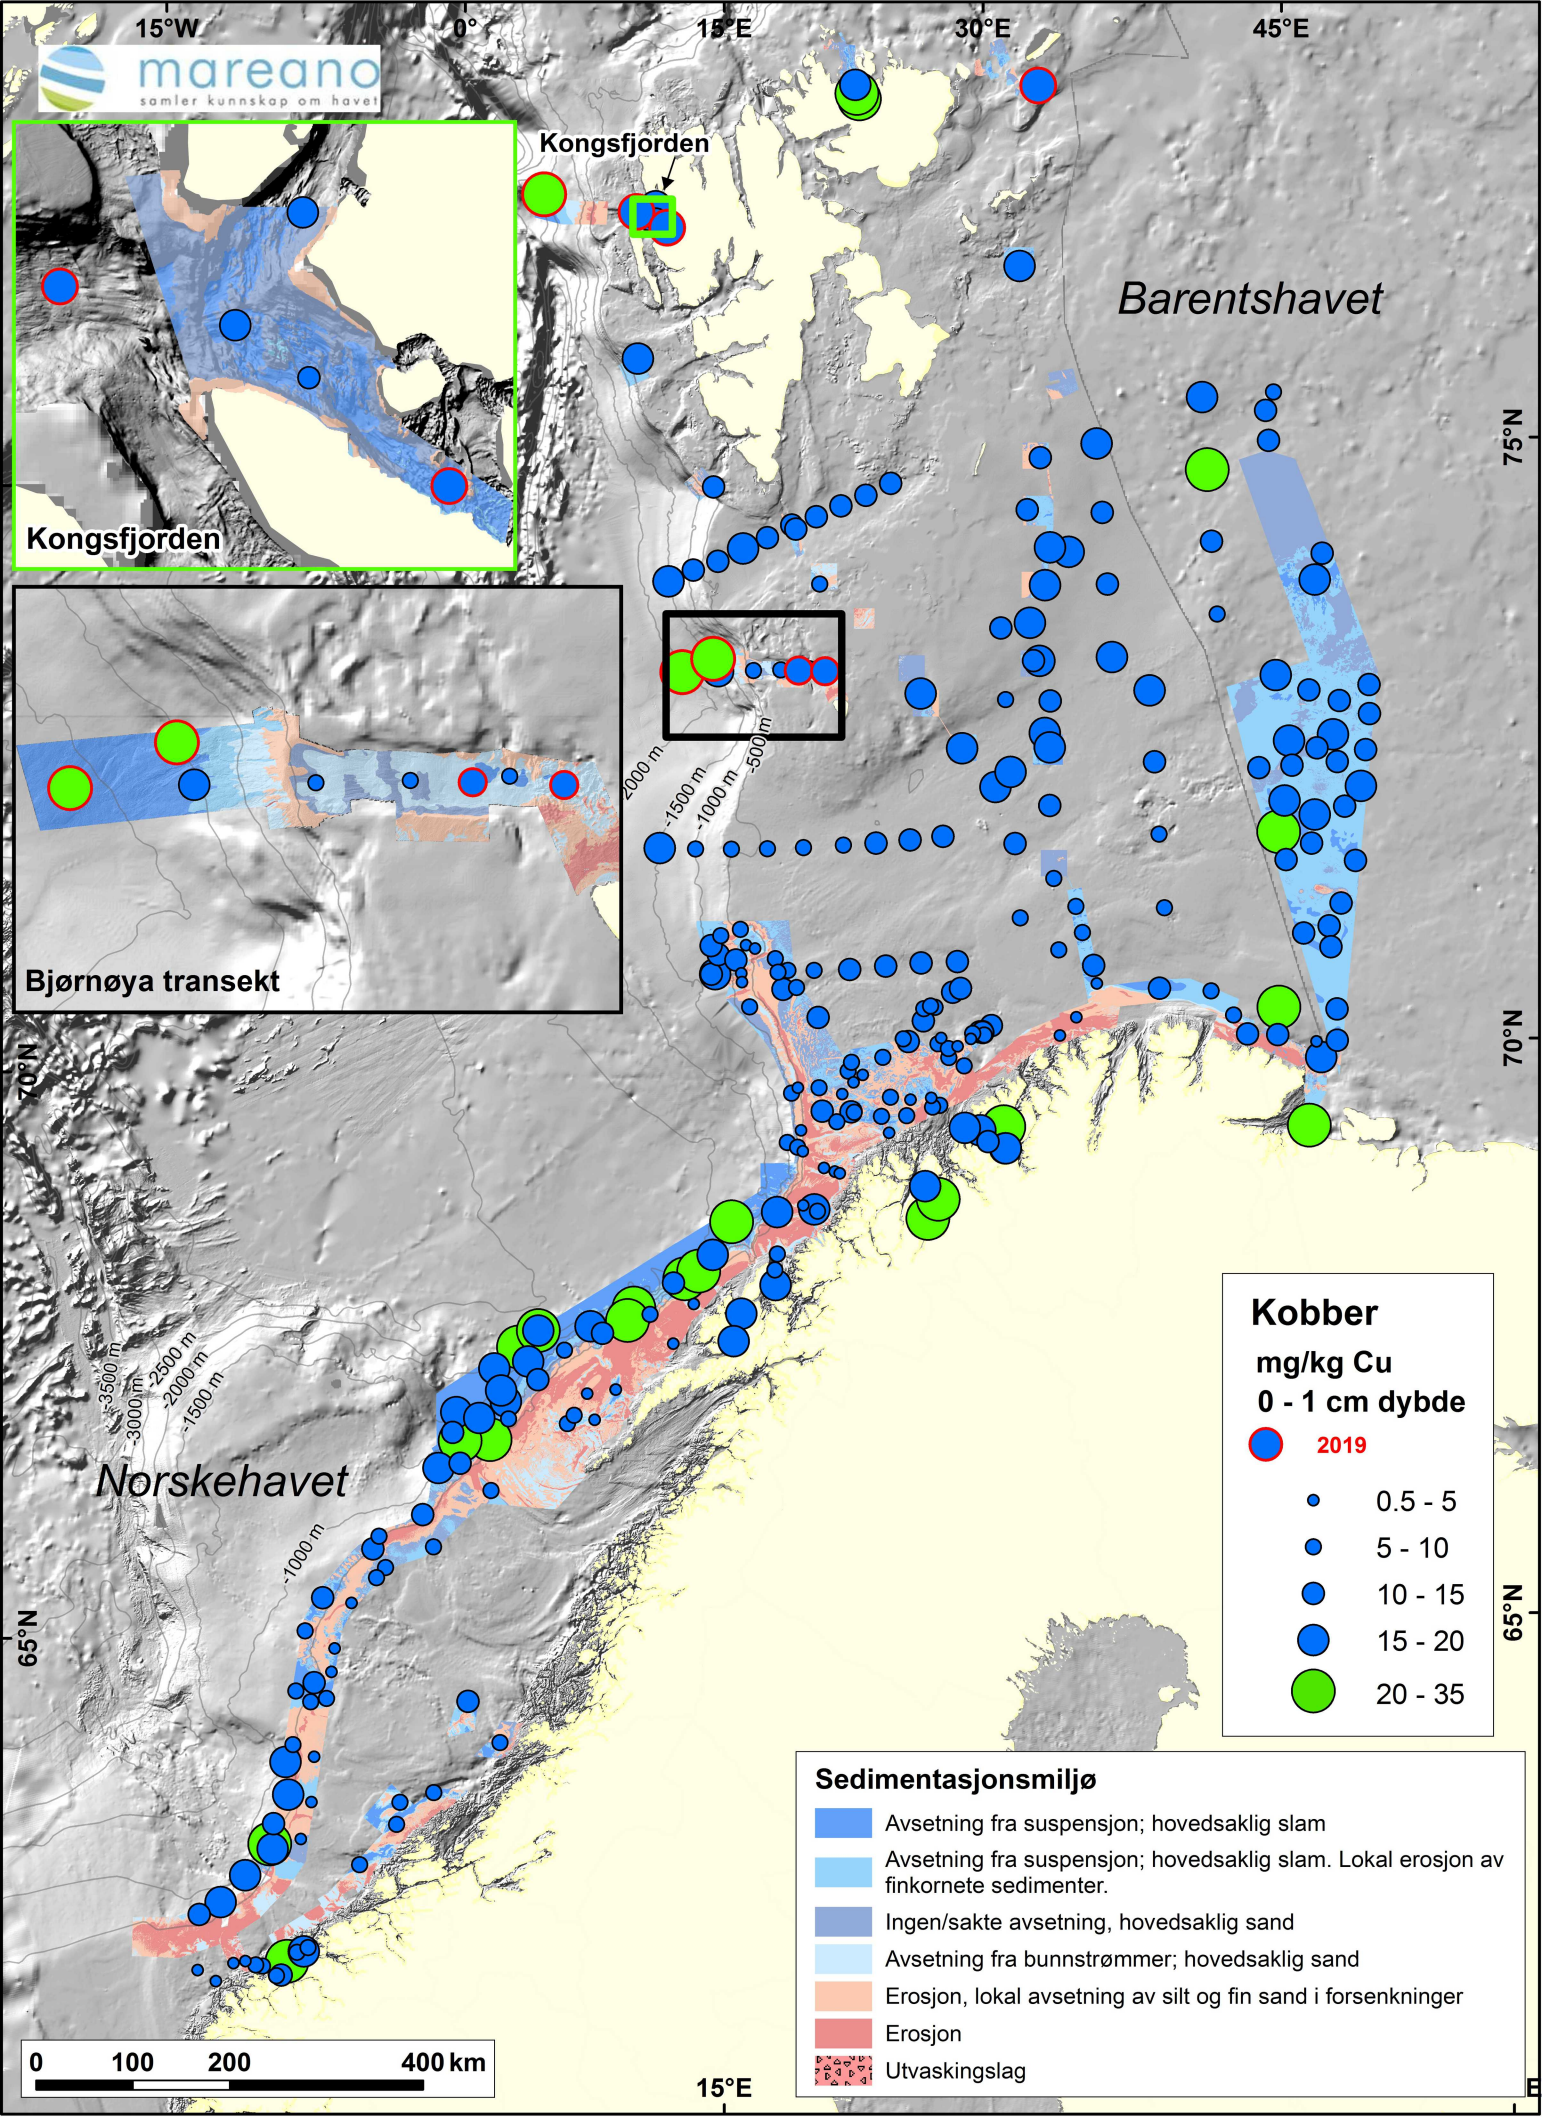 15°W
0°
15°E
30°E
45°E
mareano
samler kunnskap om havet
Kongsfjorden
Barentshavet
75°N
Kongsfjorden
2000 m
-1500 m
-1000 m
-500 m
Bjørnøya transekt
70°N
70°N
-3500 m
-3000 m
-2500 m
-2000 m
-1500 m
Norskehavet
-1000 m
65°N
65°N
Kobber
mg/kg Cu
0 - 1 cm dybde
2019
0.5 - 5
5 - 10
10 - 15
15 - 20
20 - 35
Sedimentasjonsmiljø
Avsetning fra suspensjon; hovedsaklig slam
Avsetning fra suspensjon; hovedsaklig slam. Lokal erosjon av
finkornete sedimenter.
Ingen/sakte avsetning, hovedsaklig sand
Avsetning fra bunnstrømmer; hovedsaklig sand
Erosjon, lokal avsetning av silt og fin sand i forsenkninger
Erosjon
Utvaskingslag
0 100 200 400 km
15°E
E